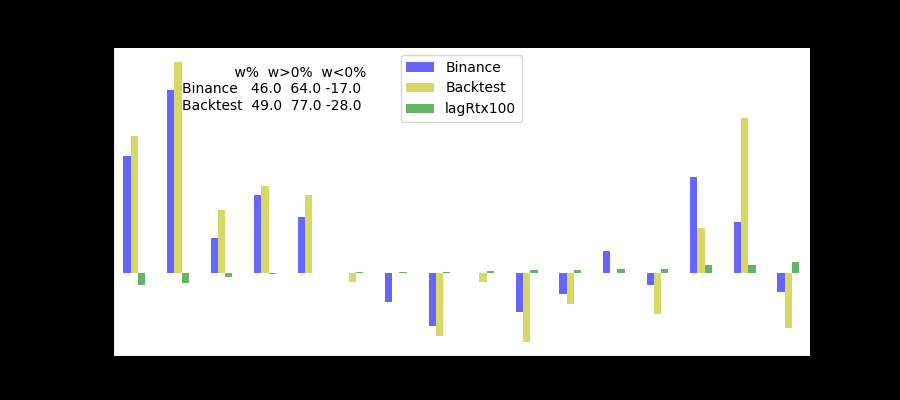 w% w>0% w<0%
Binance 46.0 64.0 -17.0
Backtest 49.0 77.0 -28.0
Binance
Backtest
lagRtx100